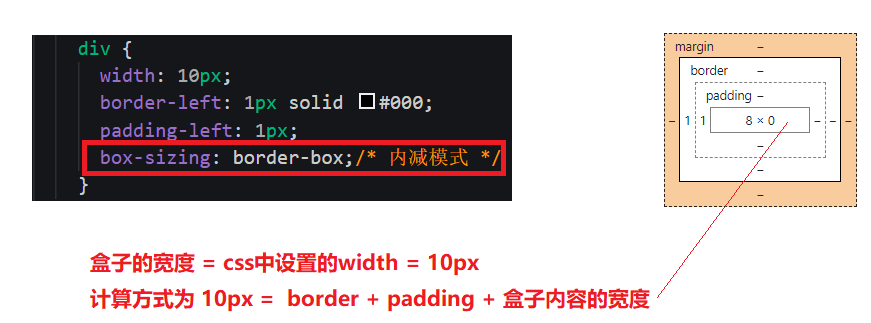 div {
width: 10px;
border-left: 1px solid #000;
padding-left: 1px;
box-sizing: border-box;/* 内减模式 */
}
margin –
border –
padding –
– 1 1 8 × 0 – – –
–
–
–
盒子的宽度 = css中设置的width = 10px
计算方式为 10px = border + padding + 盒子内容的宽度